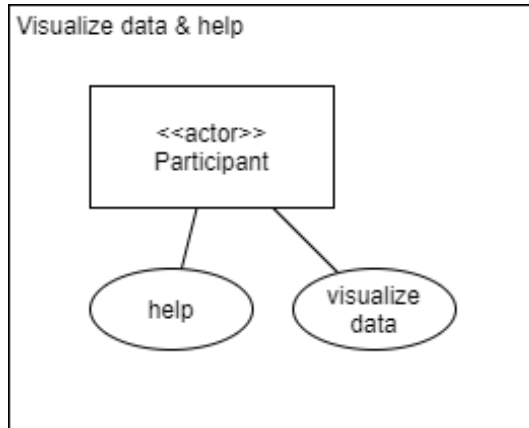 Visualize data & help
<<actor>>
Participant
help
visualize
data